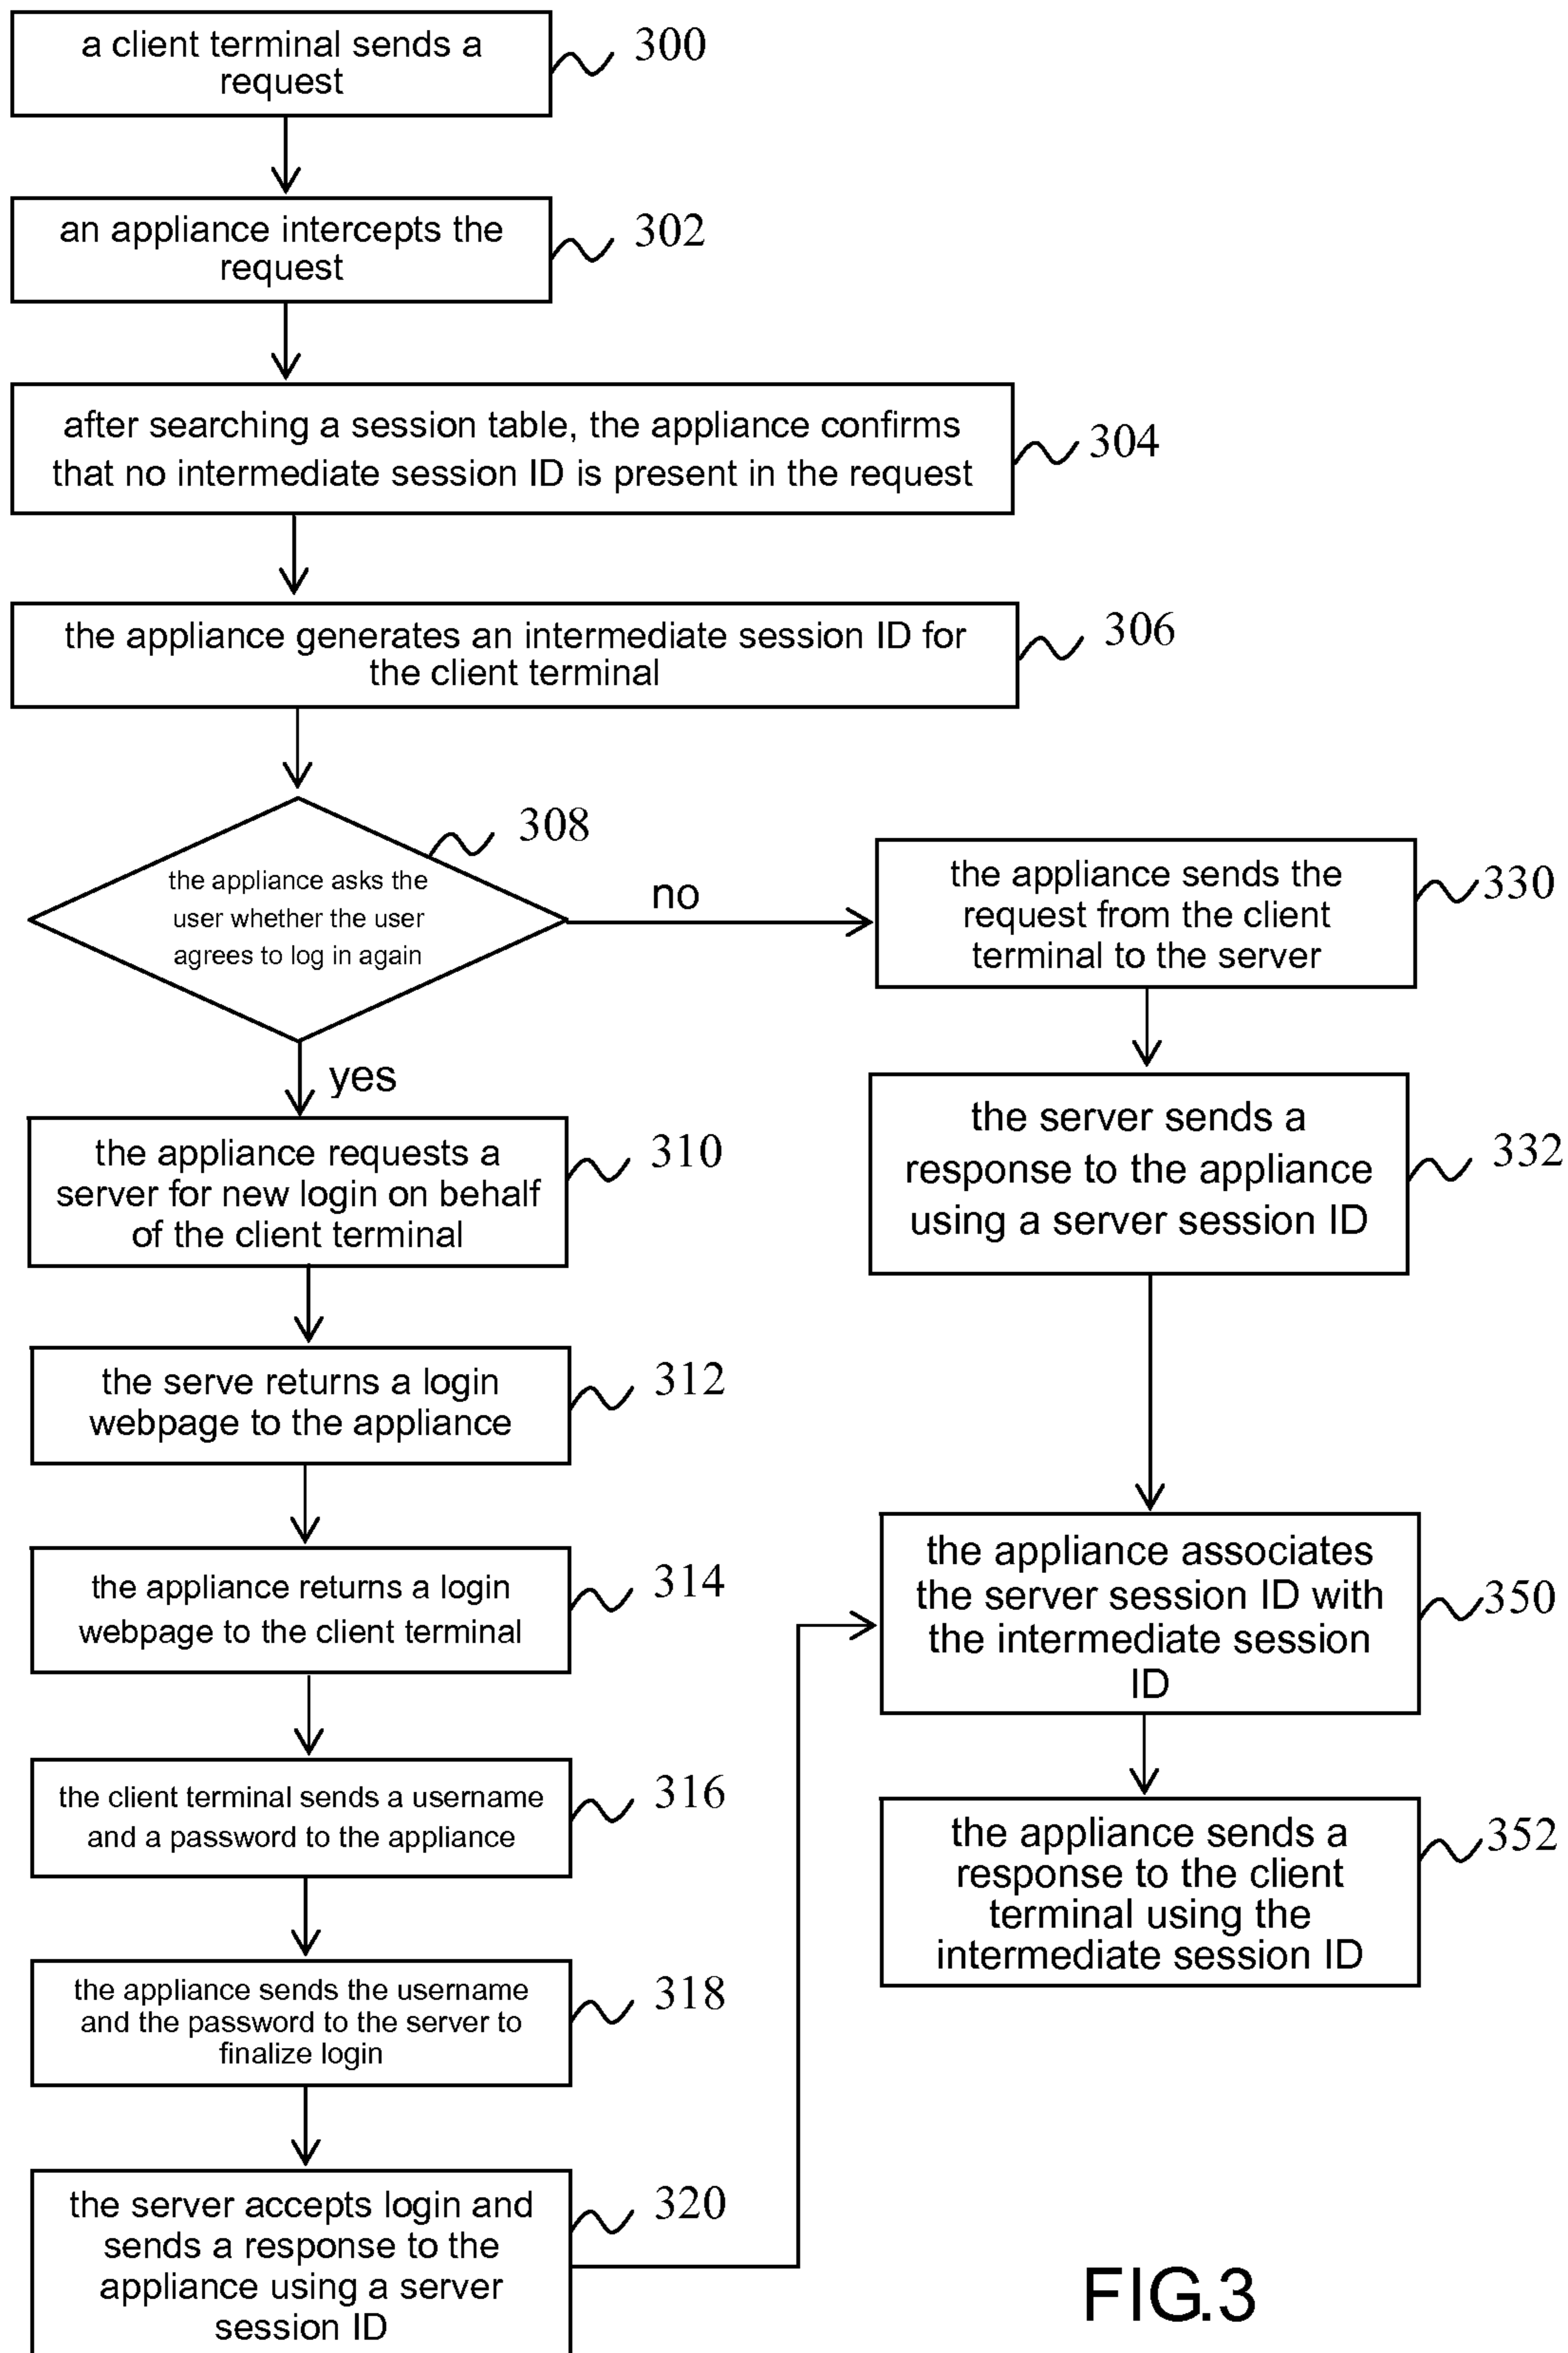 a client terminal sends a
request
300
an appliance intercepts the
request
302
after searching a session table, the appliance confirms
that no intermediate session ID is present in the request
304
the appliance generates an intermediate session ID for
the client terminal
306
308
the appliance asks the
user whether the user
agrees to log in again
no
yes
the appliance sends the
request from the client
terminal to the server
330
the server sends a
response to the appliance
using a server session ID
332
the appliance requests a
server for new login on behalf
of the client terminal
310
the serve returns a login
webpage to the appliance
312
the appliance returns a login
webpage to the client terminal
314
the client terminal sends a username
and a password to the appliance
316
the appliance sends the username
and the password to the server to
finalize login
318
the server accepts login and
sends a response to the
appliance using a server
session ID
320
the appliance associates
the server session ID with
the intermediate session
ID
350
the appliance sends a
response to the client
terminal using the
intermediate session ID
352
FIG.3